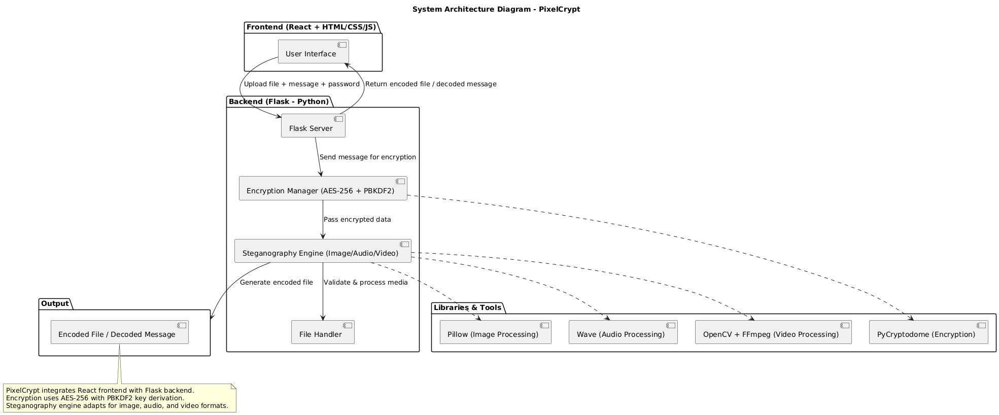 System Architecture Diagram - PixelCrypt
Frontend (React + HTML/CSS/JS)
User Interface
Upload file + message + password
Return encoded file / decoded message
Backend (Flask - Python)
Flask Server
Send message for encryption
Encryption Manager (AES-256 + PBKDF2)
Pass encrypted data
Steganography Engine (Image/Audio/Video)
Generate encoded file
Validate & process media
Output
Encoded File / Decoded Message
File Handler
Libraries & Tools
Pillow (Image Processing)
Wave (Audio Processing)
OpenCV + FFmpeg (Video Processing)
PyCryptodome (Encryption)
PixelCrypt integrates React frontend with Flask backend.
Encryption uses AES-256 with PBKDF2 key derivation.
Steganography engine adapts for image, audio, and video formats.